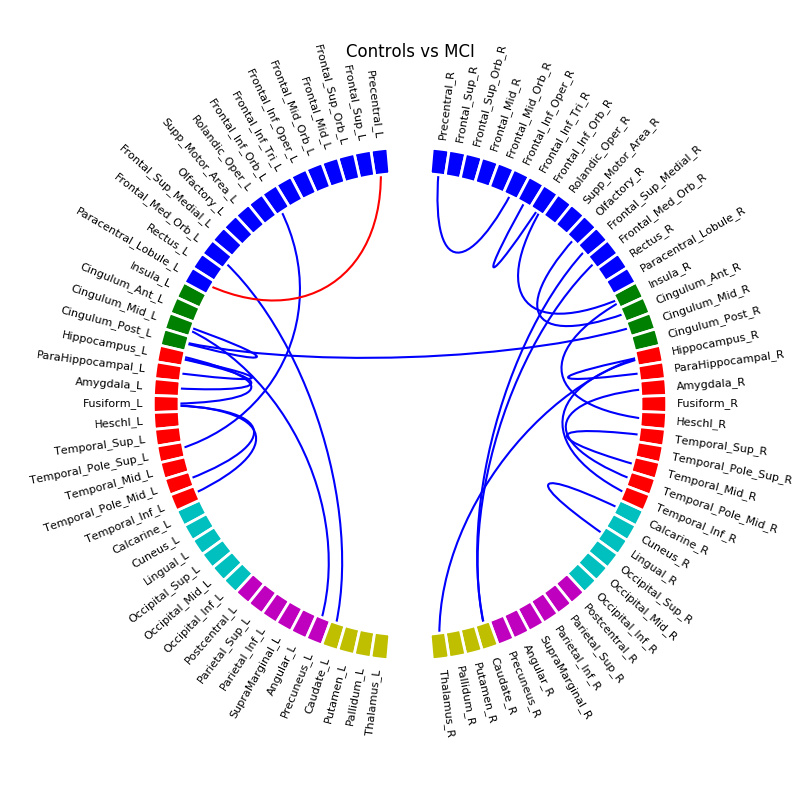 Controls vs MCI
Precentral_L
Frontal_Sup_L
Frontal_Sup_Orb_L
Frontal_Mid_L
Frontal_Mid_Orb_L
Frontal_Inf_Oper_L
Frontal_Inf_Tri_L
Frontal_Inf_Orb_L
Rolandic_Oper_L
Supp_Motor_Area_L
Olfactory_L
Frontal_Sup_Medial_L
Frontal_Med_Orb_L
Rectus_L
Paracentral_Lobule_L
Insula_L
Cingulum_Ant_L
Cingulum_Mid_L
Cingulum_Post_L
Hippocampus_L
ParaHippocampal_L
Amygdala_L
Fusiform_L
Heschl_L
Temporal_Sup_L
Temporal_Pole_Sup_L
Temporal_Mid_L
Temporal_Pole_Mid_L
Temporal_Inf_L
Calcarine_L
Cuneus_L
Lingual_L
Occipital_Sup_L
Occipital_Mid_L
Occipital_Inf_L
Postcentral_L
Parietal_Sup_L
Parietal_Inf_L
SupraMarginal_L
Angular_L
Precuneus_L
Caudate_L
Putamen_L
Pallidum_L
Thalamus_L
Precentral_R
Frontal_Sup_R
Frontal_Sup_Orb_R
Frontal_Mid_R
Frontal_Mid_Orb_R
Frontal_Inf_Oper_R
Frontal_Inf_Tri_R
Frontal_Inf_Orb_R
Rolandic_Oper_R
Supp_Motor_Area_R
Olfactory_R
Frontal_Sup_Medial_R
Frontal_Med_Orb_R
Rectus_R
Paracentral_Lobule_R
Insula_R
Cingulum_Ant_R
Cingulum_Mid_R
Cingulum_Post_R
Hippocampus_R
ParaHippocampal_R
Amygdala_R
Fusiform_R
Heschl_R
Temporal_Sup_R
Temporal_Pole_Sup_R
Temporal_Mid_R
Temporal_Pole_Mid_R
Temporal_Inf_R
Calcarine_R
Cuneus_R
Lingual_R
Occipital_Sup_R
Occipital_Mid_R
Occipital_Inf_R
Postcentral_R
Parietal_Sup_R
Parietal_Inf_R
SupraMarginal_R
Angular_R
Precuneus_R
Caudate_R
Putamen_R
Pallidum_R
Thalamus_R